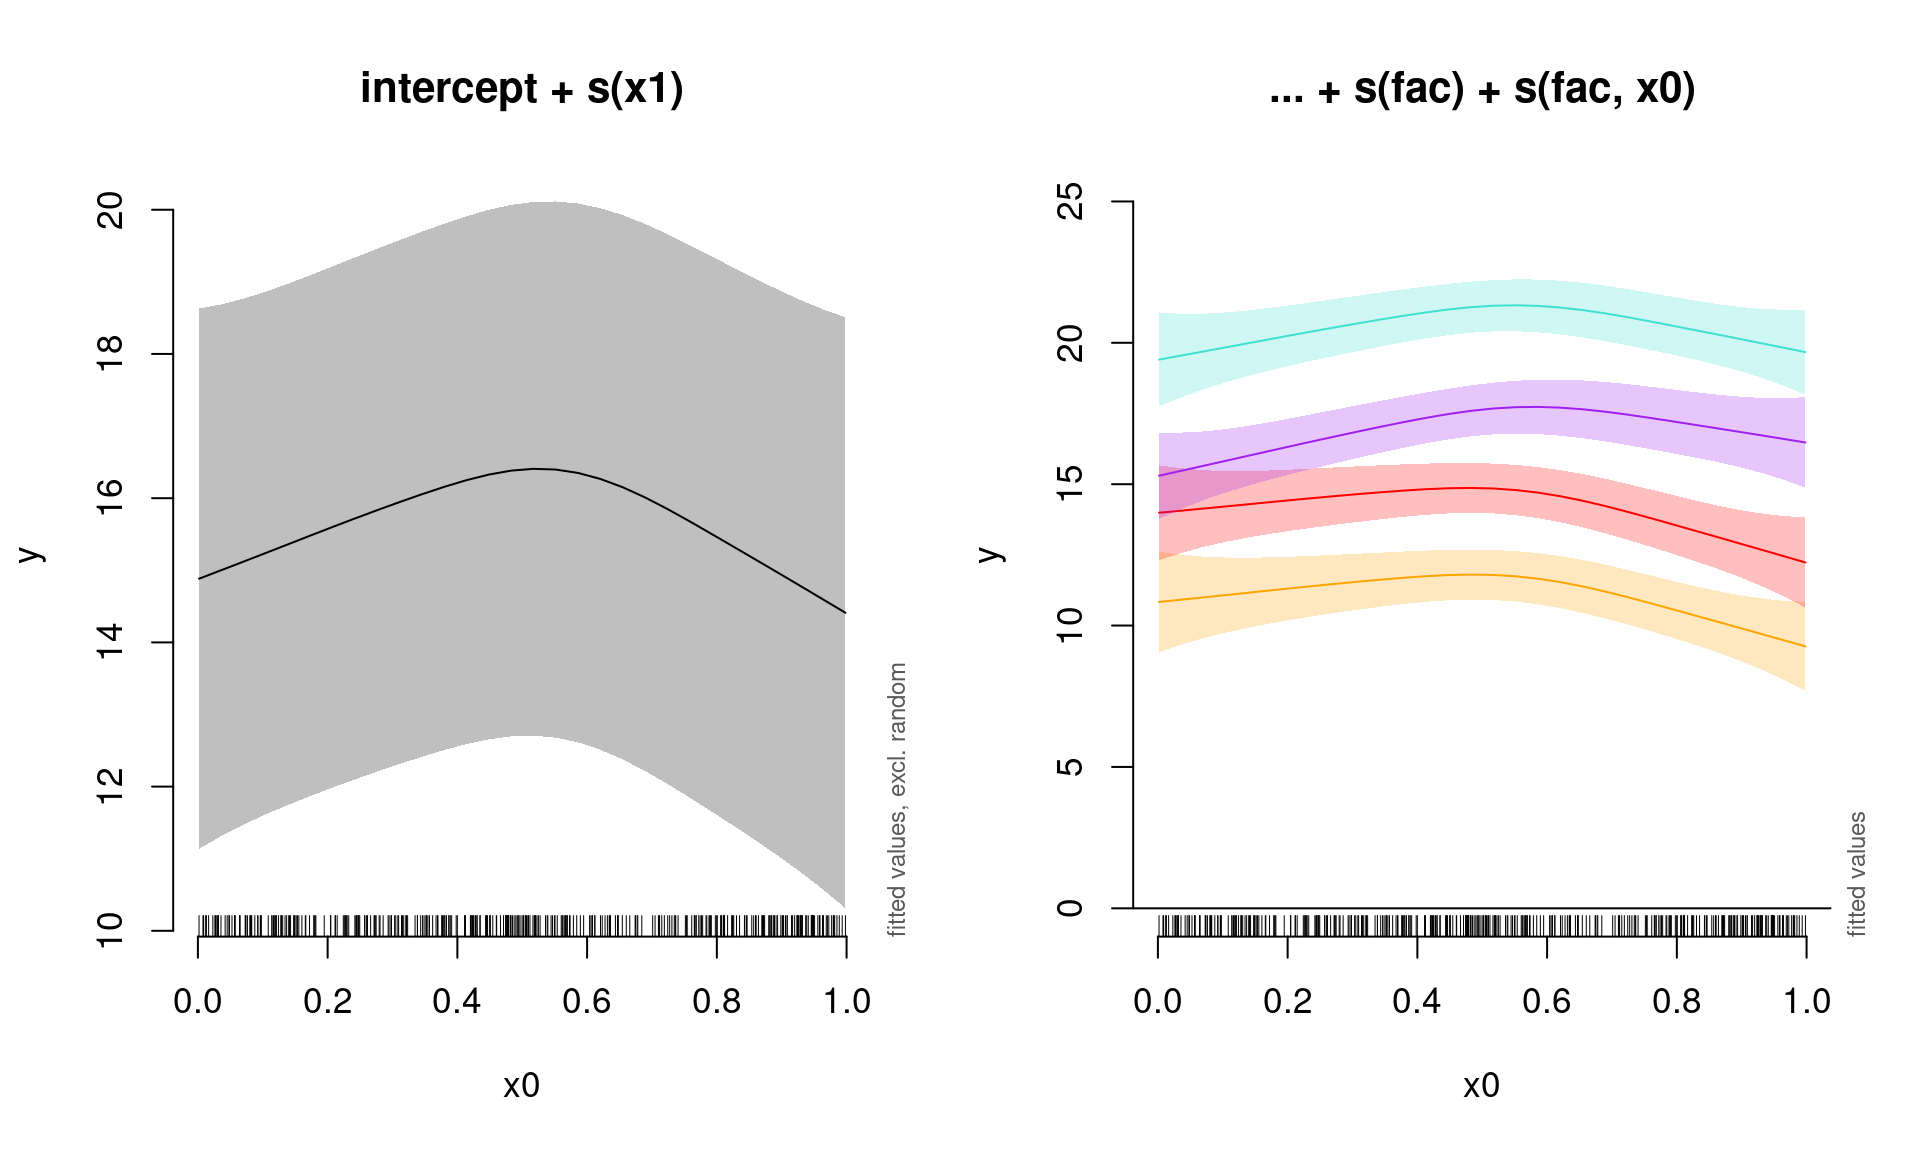 intercept + s(x1)
20
18
16
14
12
10
y
0.0 0.2 0.4 0.6 0.8 1.0
x0
fitted values, excl. random
... + s(fac) + s(fac, x0)
25
20
15
10
5
0
y
0.0 0.2 0.4 0.6 0.8 1.0
x0
fitted values